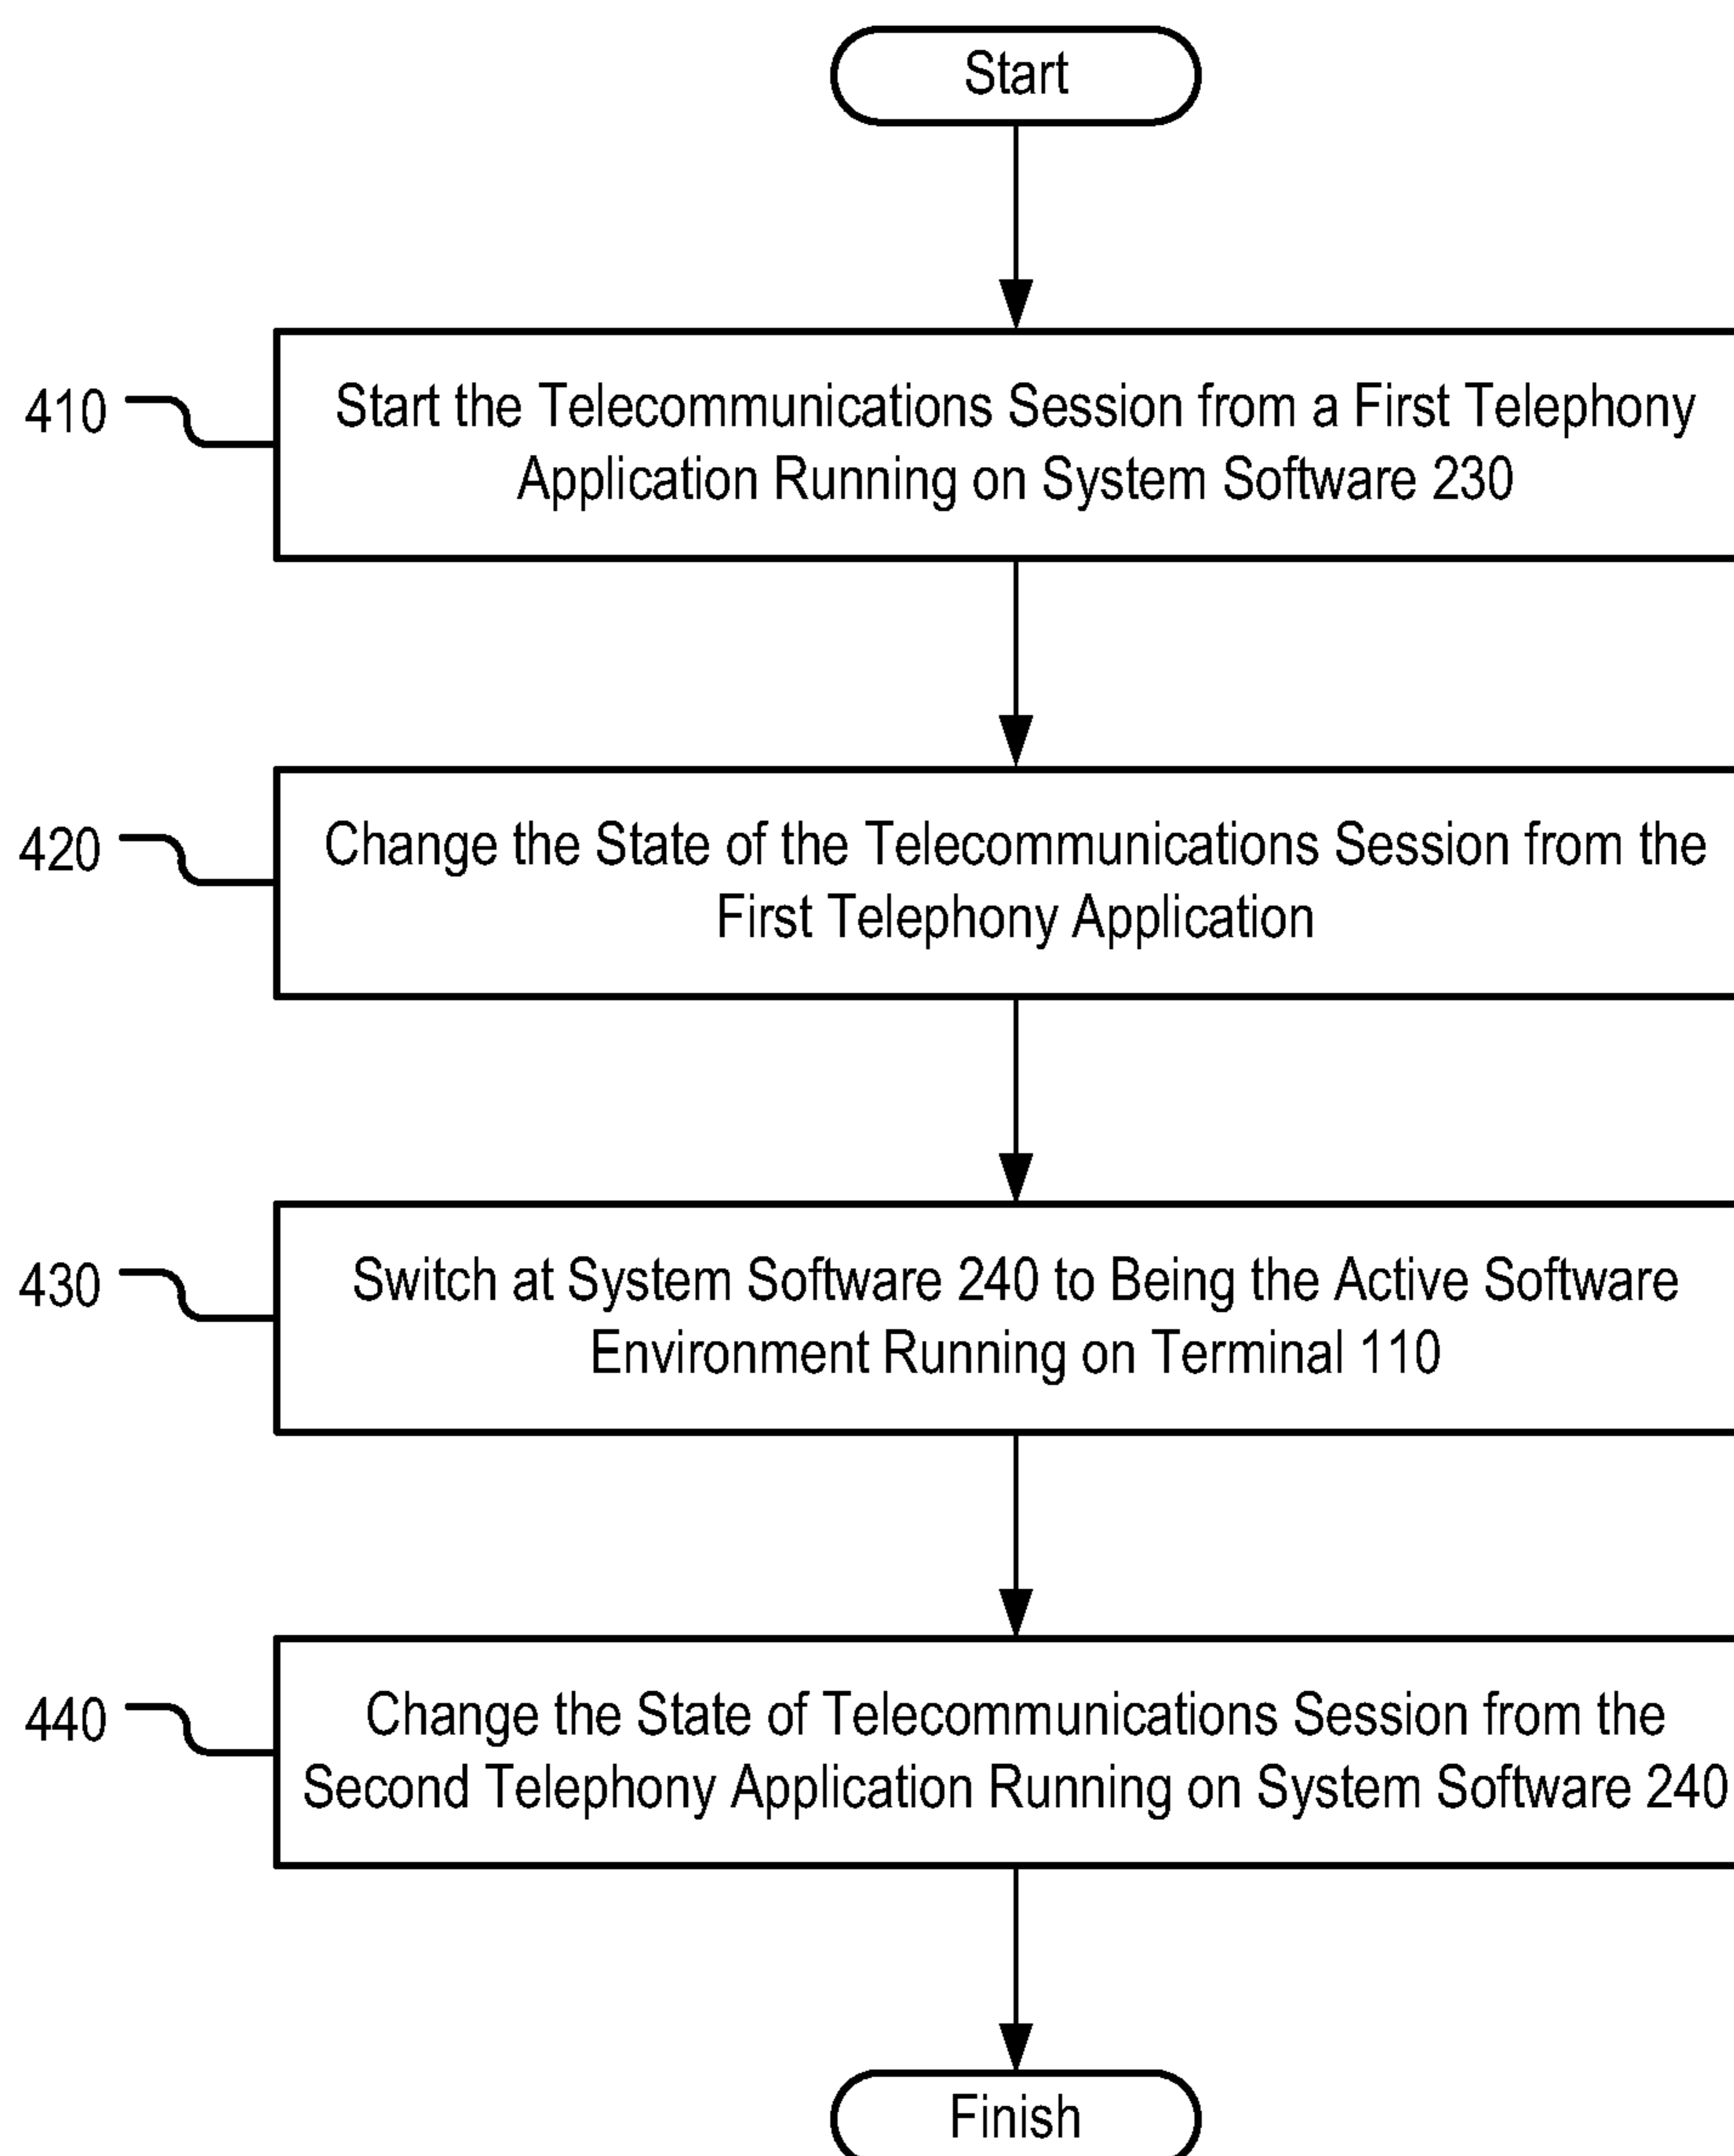 Start
410
Start the Telecommunications Session from a First Telephony
Application Running on System Software 230
420
Change the State of the Telecommunications Session from the
First Telephony Application
430
Switch at System Software 240 to Being the Active Software
Environment Running on Terminal 110
440
Change the State of Telecommunications Session from the
Second Telephony Application Running on System Software 240
Finish